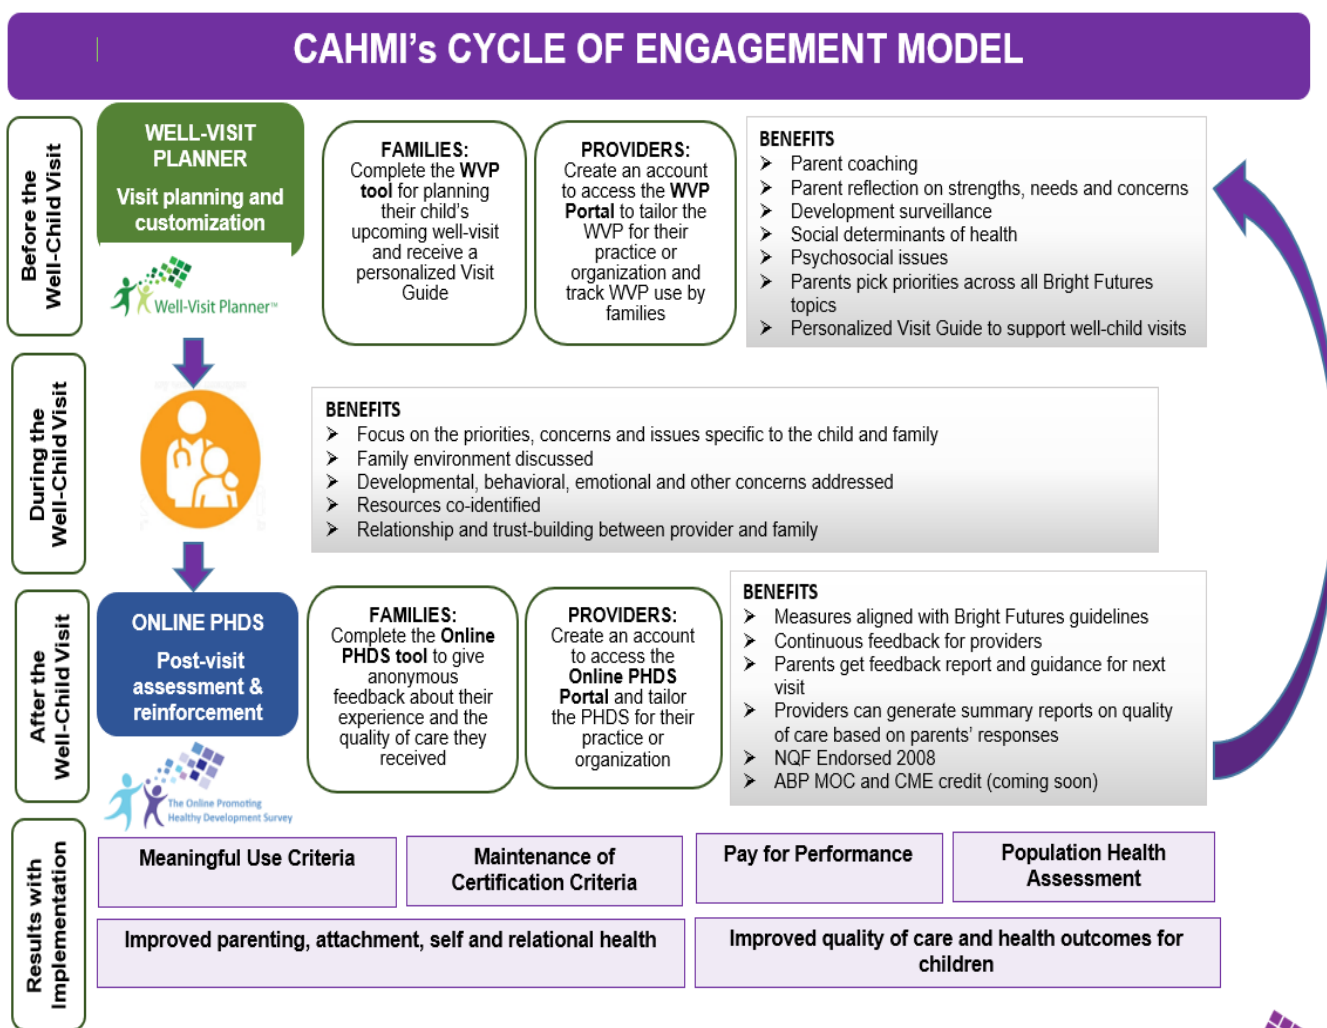 CAHMI's CYCLE OF ENGAGEMENT MODEL
Before the
Well-Child Visit
WELL-VISIT
PLANNER
Visit planning and
customization
Well-Visit Planner™
FAMILIES:
Complete the WVP
tool for planning
their child's
upcoming well-visit
and receive a
personalized Visit
Guide
PROVIDERS:
Create an account
to access the WVP
Portal to tailor the
WVP for their
practice or
organization and
track WVP use by
families
BENEFITS
➤ Parent coaching
➤ Parent reflection on strengths, needs and concerns
➤ Development surveillance
➤ Social determinants of health
➤ Psychosocial issues
➤ Parents pick priorities across all Bright Futures
topics
➤ Personalized Visit Guide to support well-child visits
During the
Well-Child Visit
BENEFITS
➤ Focus on the priorities, concerns and issues specific to the child and family
➤ Family environment discussed
➤ Developmental, behavioral, emotional and other concerns addressed
➤ Resources co-identified
➤ Relationship and trust-building between provider and family
After the
Well-Child Visit
ONLINE PHDS
Post-visit
assessment &
reinforcement
The Online Promoting
Healthy Development Survey
FAMILIES:
Complete the Online
PHDS tool to give
anonymous
feedback about their
experience and the
quality of care they
received
PROVIDERS:
Create an account
to access the
Online PHDS
Portal and tailor
the PHDS for their
practice or
organization
BENEFITS
➤ Measures aligned with Bright Futures guidelines
➤ Continuous feedback for providers
➤ Parents get feedback report and guidance for next
visit
➤ Providers can generate summary reports on quality
of care based on parents' responses
➤ NQF Endorsed 2008
➤ ABP MOC and CME credit (coming soon)
Results with
Implementation
Meaningful Use Criteria
Maintenance of
Certification Criteria
Pay for Performance
Population Health
Assessment
Improved parenting, attachment, self and relational health
Improved quality of care and health outcomes for
children